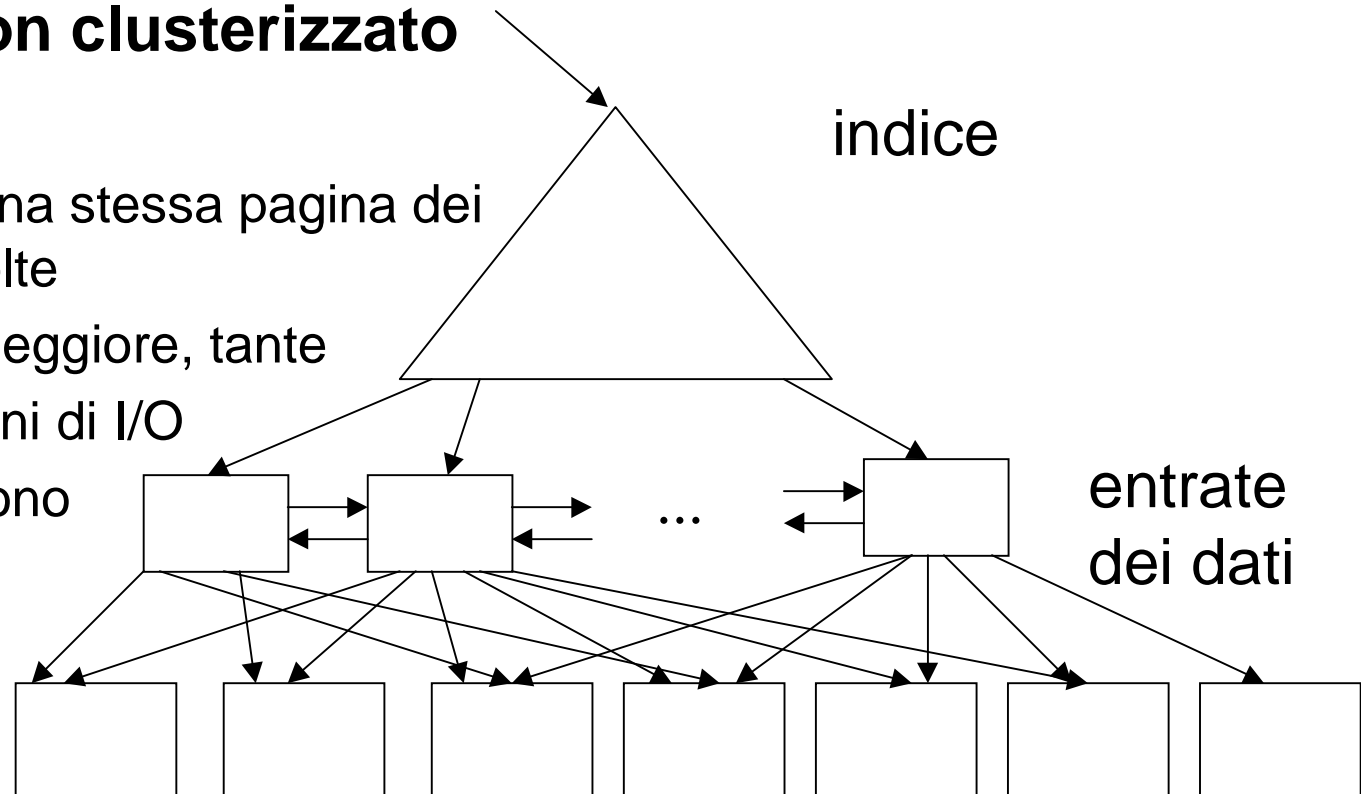 on clusterizzato
indice
na stessa pagina dei
lte
eggiore, tante
ni di I/O
ono
...
entrate
dei dati